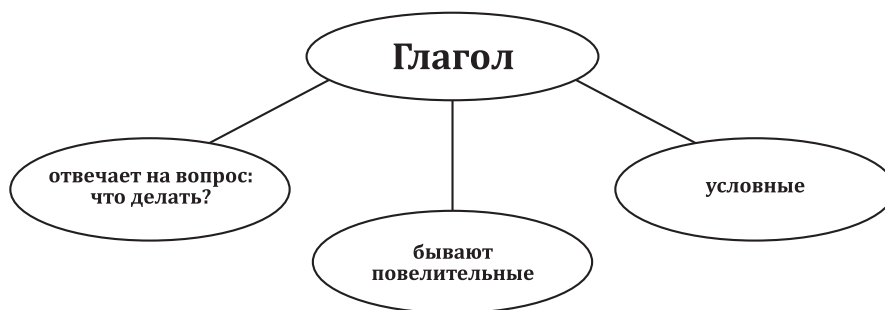 Глагол
отвечает на вопрос:
что делать?
бывают
повелительные
условные